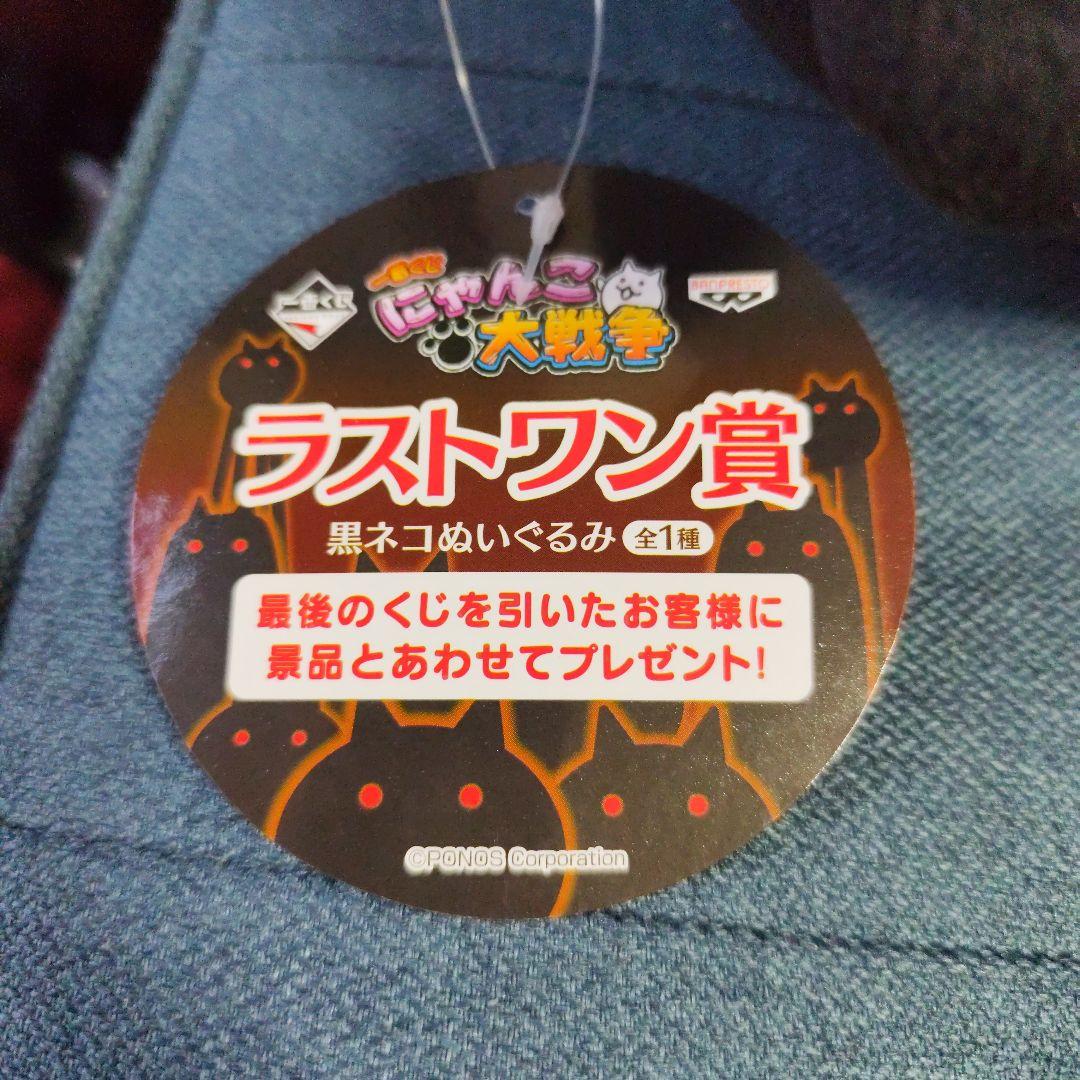 一番くじ
一番くじ
にゃんこ
大戦争
BANPRESTO
ラストワン賞
黒ネコぬいぐるみ 全1種
最後のくじを引いたお客様に
景品とあわせてプレゼント!
©PONOS Corporation